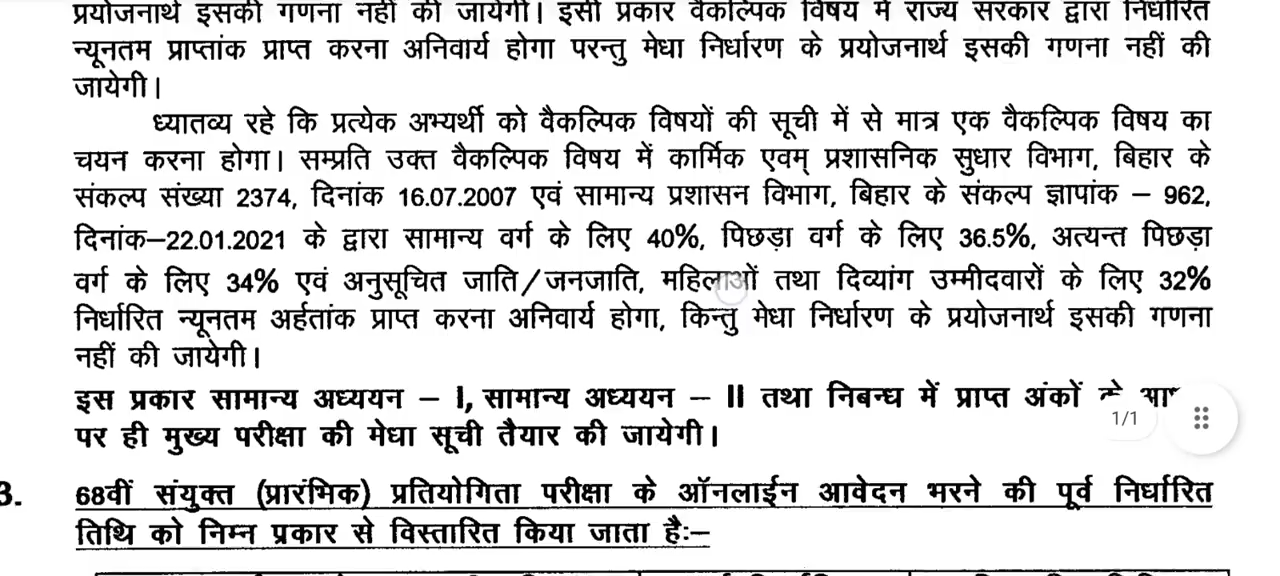 प्रयोजनार्थ इसकी गणना नहीं की जायेगी। इसी प्रकार वैकल्पिक विषय में राज्य सरकार द्वारा निर्धारित
न्यूनतम प्राप्तांक प्राप्त करना अनिवार्य होगा परन्तु मेधा निर्धारण के प्रयोजनार्थ इसकी गणना नहीं की
जायेगी।
ध्यातव्य रहे कि प्रत्येक अभ्यर्थी को वैकल्पिक विषयों की सूची में से मात्र एक वैकल्पिक विषय का
चयन करना होगा। सम्प्रति उक्त वैकल्पिक विषय में कार्मिक एवम् प्रशासनिक सुधार विभाग, बिहार के
संकल्प संख्या 2374, दिनांक 16.07.2007 एवं सामान्य प्रशासन विभाग, बिहार के संकल्प ज्ञापांक – 962,
दिनांक–22.01.2021 के द्वारा सामान्य वर्ग के लिए 40%, पिछड़ा वर्ग के लिए 36.5%, अत्यन्त पिछड़ा
वर्ग के लिए 34% एवं अनुसूचित जाति/जनजाति, महिलाओं तथा दिव्यांग उम्मीदवारों के लिए 32%
निर्धारित न्यूनतम अर्हतांक प्राप्त करना अनिवार्य होगा, किन्तु मेधा निर्धारण के प्रयोजनार्थ इसकी गणना
नहीं की जायेगी।
इस प्रकार सामान्य अध्ययन – I, सामान्य अध्ययन – II तथा निबन्ध में प्राप्त अंकों के
1/1
पर ही मुख्य परीक्षा की मेधा सूची तैयार की जायेगी।
3. 68वीं संयुक्त (प्रारंभिक) प्रतियोगिता परीक्षा के ऑनलाईन आवेदन भरने की पूर्व निर्धारित
तिथि को निम्न प्रकार से विस्तारित किया जाता हैः–